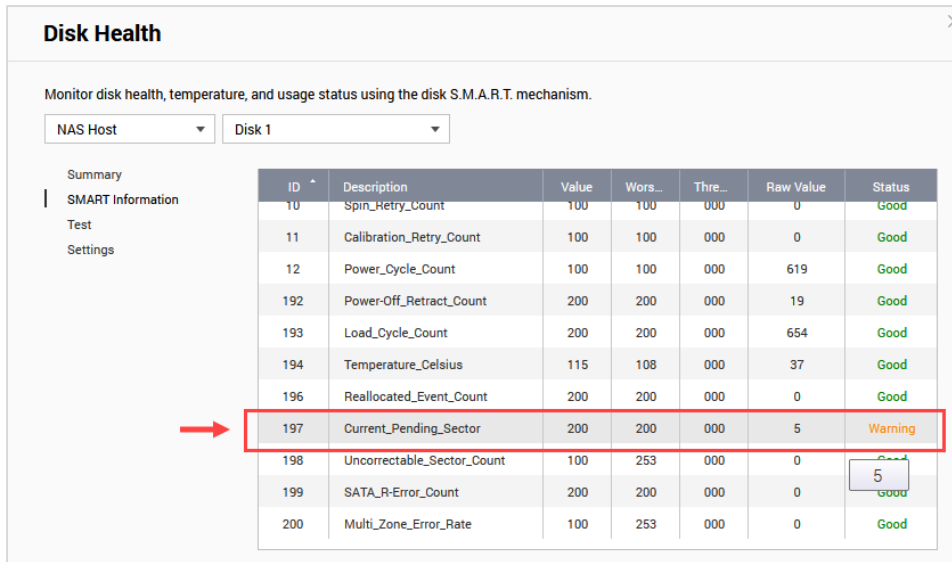 Disk Health
Monitor disk health, temperature, and usage status using the disk S.M.A.R.T. mechanism.
NAS Host Disk 1
Summary
SMART Information
Test
Settings
ID Description Value Wors... Thre... Raw Value Status
10 Spin_Retry_Count 100 100 000 0 Good
11 Calibration_Retry_Count 100 100 000 0 Good
12 Power_Cycle_Count 100 100 000 619 Good
192 Power-Off_Retract_Count 200 200 000 19 Good
193 Load_Cycle_Count 200 200 000 654 Good
194 Temperature_Celsius 115 108 000 37 Good
196 Reallocated_Event_Count 200 200 000 0 Good
197 Current_Pending_Sector 200 200 000 5 Warning
198 Uncorrectable_Sector_Count 100 253 000 0 Good
5
199 SATA_R-Error_Count 200 200 000 0 Good
200 Multi_Zone_Error_Rate 100 253 000 0 Good